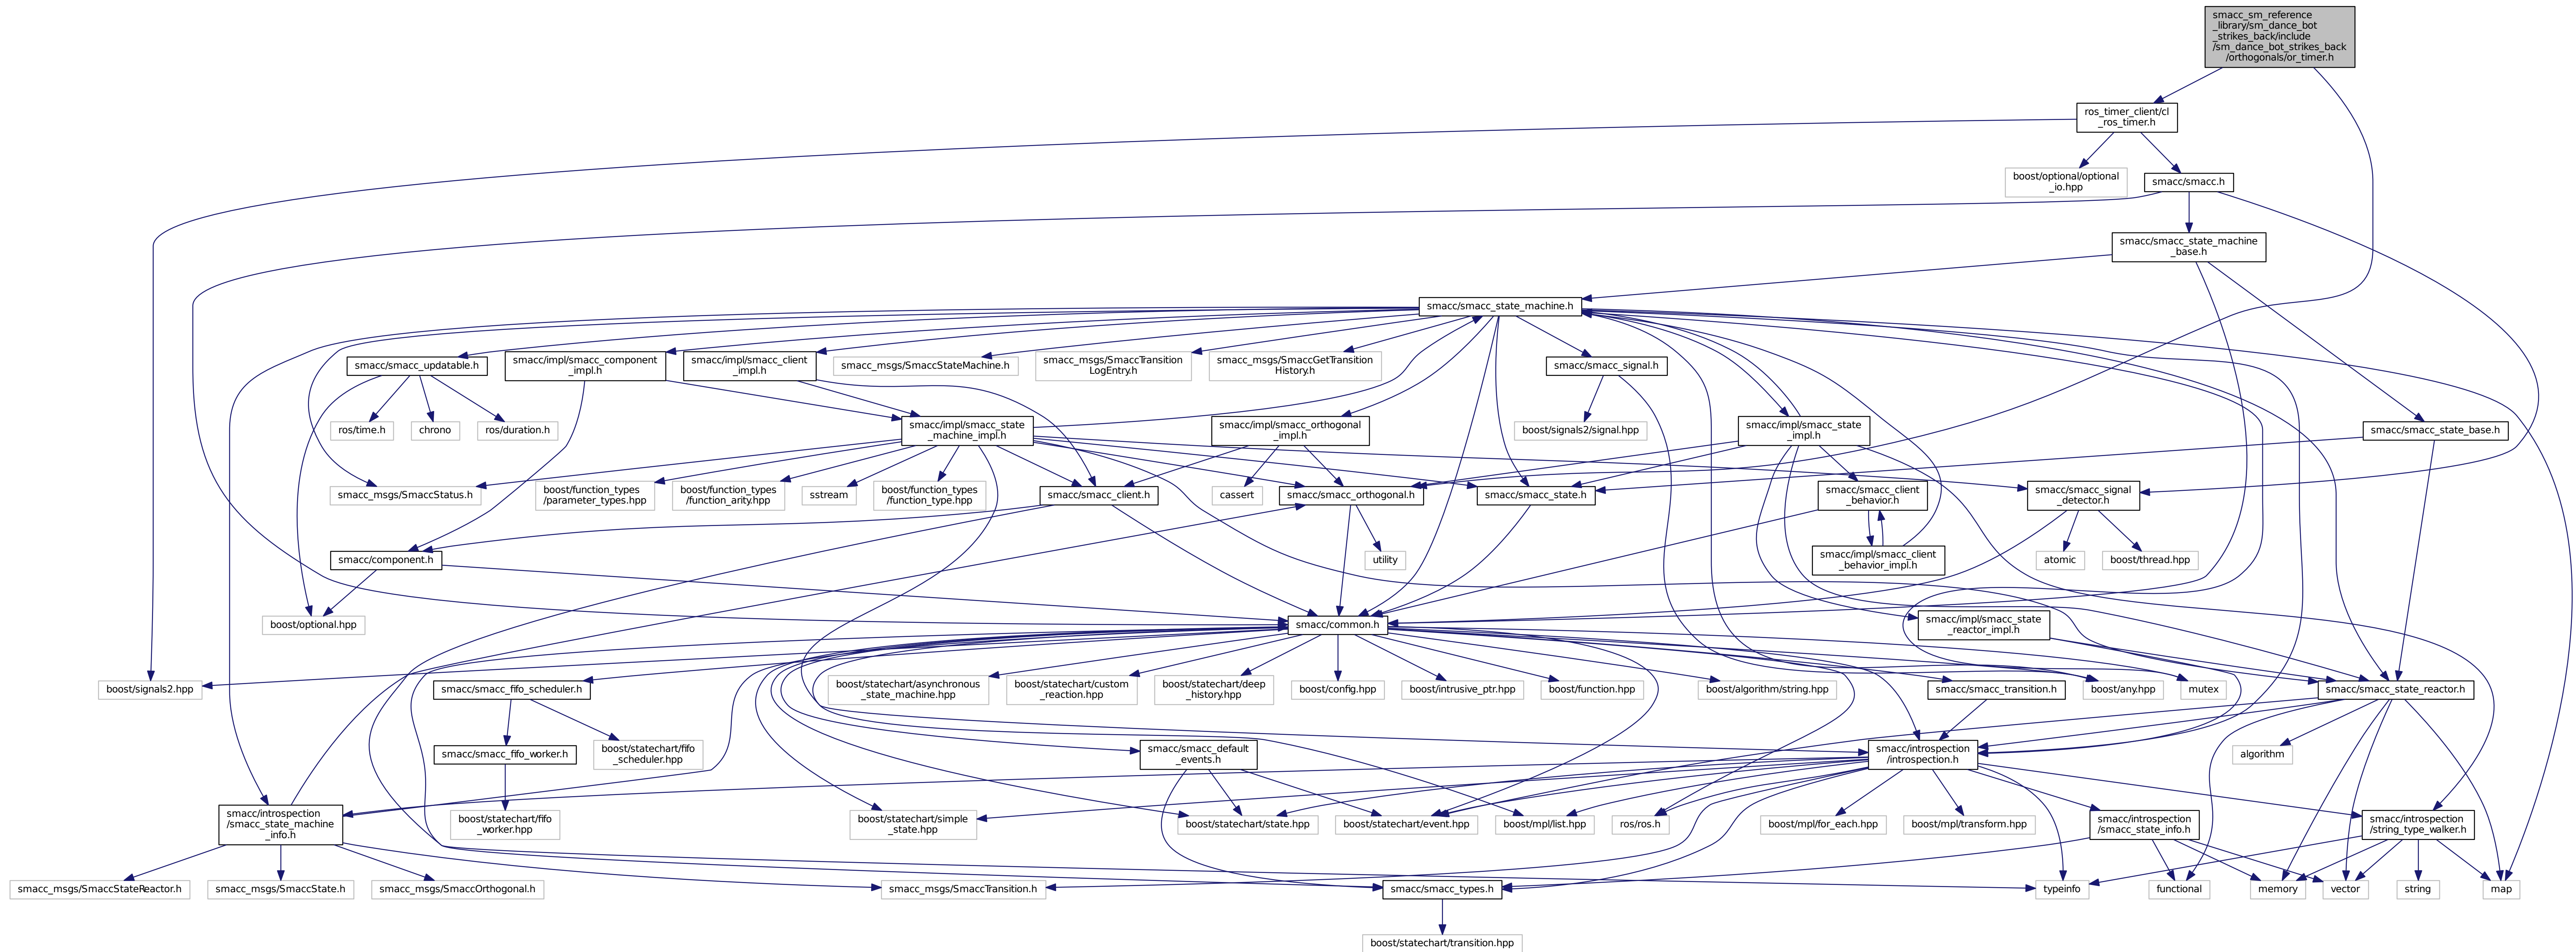 smacc_sm_reference
_library/sm_dance_bot
_strikes_back/include
/sm_dance_bot_strikes_back
/orthogonals/or_timer.h
ros_timer_client/cl
_ros_timer.h
boost/optional/optional
_io.hpp
smacc/smacc.h
smacc/smacc_state_machine
_base.h
smacc/smacc_state_machine.h
smacc/smacc_updatable.h
smacc/impl/smacc_component
_impl.h
smacc/impl/smacc_client
_impl.h
smacc_msgs/SmaccStateMachine.h
smacc_msgs/SmaccTransition
LogEntry.h
smacc_msgs/SmaccGetTransition
History.h
smacc/smacc_signal.h
ros/time.h
chrono
ros/duration.h
smacc/impl/smacc_state
_machine_impl.h
smacc/impl/smacc_orthogonal
_impl.h
boost/signals2/signal.hpp
smacc/impl/smacc_state
_impl.h
smacc/smacc_state_base.h
smacc_msgs/SmaccStatus.h
boost/function_types
/parameter_types.hpp
boost/function_types
/function_arity.hpp
sstream
boost/function_types
/function_type.hpp
smacc/smacc_client.h
cassert
smacc/smacc_orthogonal.h
smacc/smacc_state.h
smacc/smacc_client
_behavior.h
smacc/smacc_signal
_detector.h
smacc/component.h
utility
smacc/impl/smacc_client
_behavior_impl.h
atomic
boost/thread.hpp
boost/optional.hpp
smacc/common.h
smacc/impl/smacc_state
_reactor_impl.h
boost/signals2.hpp
smacc/smacc_fifo_scheduler.h
boost/statechart/asynchronous
_state_machine.hpp
boost/statechart/custom
_reaction.hpp
boost/statechart/deep
_history.hpp
boost/config.hpp
boost/intrusive_ptr.hpp
boost/function.hpp
boost/algorithm/string.hpp
smacc/smacc_transition.h
boost/any.hpp
mutex
smacc/smacc_state_reactor.h
smacc/smacc_fifo_worker.h
boost/statechart/fifo
_scheduler.hpp
smacc/smacc_default
_events.h
smacc/introspection
/introspection.h
algorithm
smacc/introspection
/smacc_state_machine
_info.h
boost/statechart/fifo
_worker.hpp
boost/statechart/simple
_state.hpp
boost/statechart/state.hpp
boost/statechart/event.hpp
boost/mpl/list.hpp
ros/ros.h
boost/mpl/for_each.hpp
boost/mpl/transform.hpp
smacc/introspection
/smacc_state_info.h
smacc/introspection
/string_type_walker.h
smacc_msgs/SmaccStateReactor.h
smacc_msgs/SmaccState.h
smacc_msgs/SmaccOrthogonal.h
smacc_msgs/SmaccTransition.h
smacc/smacc_types.h
typeinfo
functional
memory
vector
string
map
boost/statechart/transition.hpp